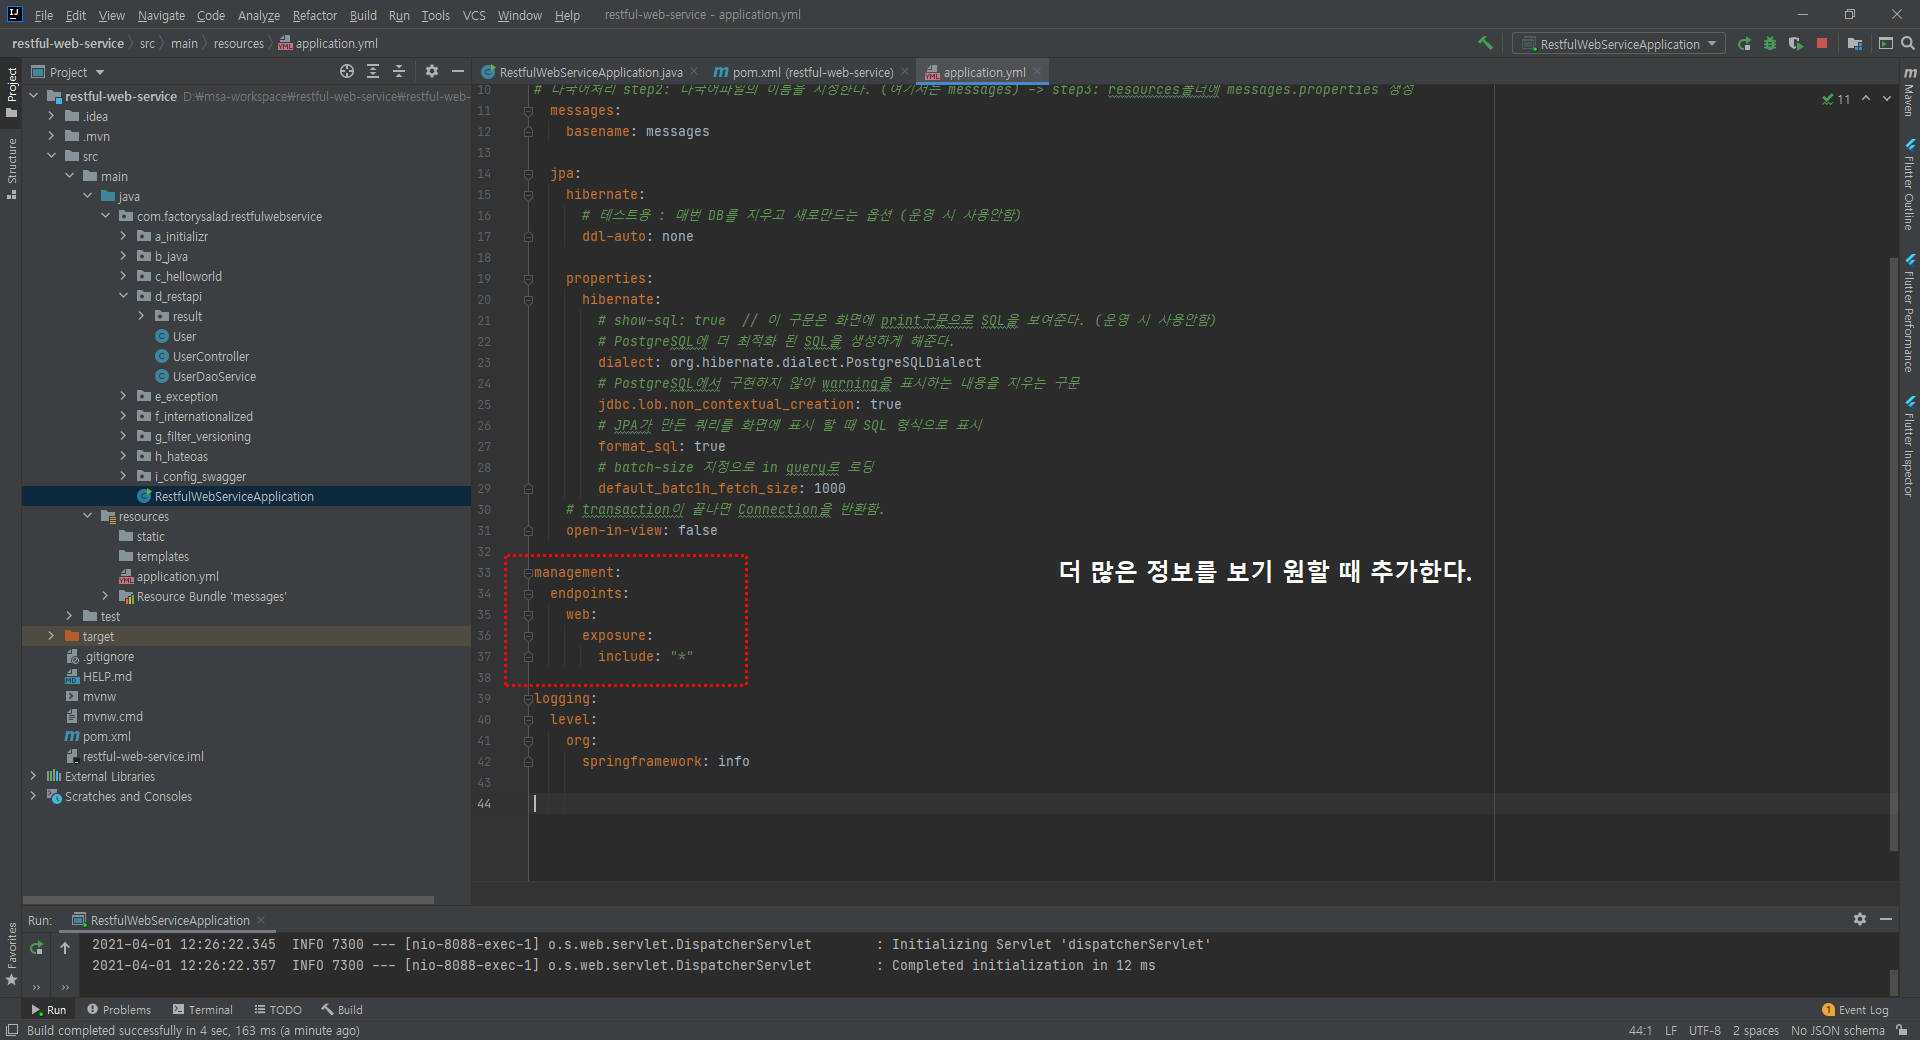 File Edit View Navigate Code Analyze Refactor Build Run Tools VCS Window Help restful-web-service - application.yml
restful-web-service src main resources application.yml
RestfulWebServiceApplication
Project
RestfulWebServiceApplication.java pom.xml (restful-web-service) application.yml
restful-web-service D:₩msa-workspace₩restful-web-service₩restful-web-
.idea
.mvn
src
main
java
com.factorysalad.restfulwebservice
a_initializr
b_java
c_helloworld
d_restapi
result
User
UserController
UserDaoService
e_exception
f_internationalized
g_filter_versioning
h_hateoas
i_config_swagger
RestfulWebServiceApplication
resources
static
templates
application.yml
Resource Bundle 'messages'
test
target
.gitignore
HELP.md
mvnw
mvnw.cmd
pom.xml
restful-web-service.iml
External Libraries
Scratches and Consoles
Project
Structure
Favorites
10 # 다국어처리 step2: 다국어파일의 이름을 지정한다. (여기서는 messages) -> step3: resources폴더에 messages.properties 생성
11 messages:
12 basename: messages
13
14 jpa:
15 hibernate:
16 # 테스트용 : 매번 DB를 지우고 새로만드는 옵션 (운영 시 사용안함)
17 ddl-auto: none
18
19 properties:
20 hibernate:
21 # show-sql: true // 이 구문은 화면에 print구문으로 SQL을 보여준다. (운영 시 사용안함)
22 # PostgreSQL에 더 최적화 된 SQL을 생성하게 해준다.
23 dialect: org.hibernate.dialect.PostgreSQLDialect
24 # PostgreSQL에서 구현하지 않아 warning을 표시하는 내용을 지우는 구문
25 jdbc.lob.non_contextual_creation: true
26 # JPA가 만든 쿼리를 화면에 표시 할 때 SQL 형식으로 표시
27 format_sql: true
28 # batch-size 지정으로 in query로 로딩
29 default_batc1h_fetch_size: 1000
30 # transaction이 끝나면 Connection을 반환함.
31 open-in-view: false
32
33 management:
34 endpoints:
35 web:
36 exposure:
37 include: "*"
38
39 logging:
40 level:
41 org:
42 springframework: info
43
44
더 많은 정보를 보기 원할 때 추가한다.
11
Maven
Flutter Outline
Flutter Performance
Flutter Inspector
Run: RestfulWebServiceApplication
2021-04-01 12:26:22.345 INFO 7300 --- [nio-8088-exec-1] o.s.web.servlet.DispatcherServlet : Initializing Servlet 'dispatcherServlet'
2021-04-01 12:26:22.357 INFO 7300 --- [nio-8088-exec-1] o.s.web.servlet.DispatcherServlet : Completed initialization in 12 ms
Run Problems Terminal TODO Build 1 Event Log
Build completed successfully in 4 sec, 163 ms (a minute ago) 44:1 LF UTF-8 2 spaces No JSON schema